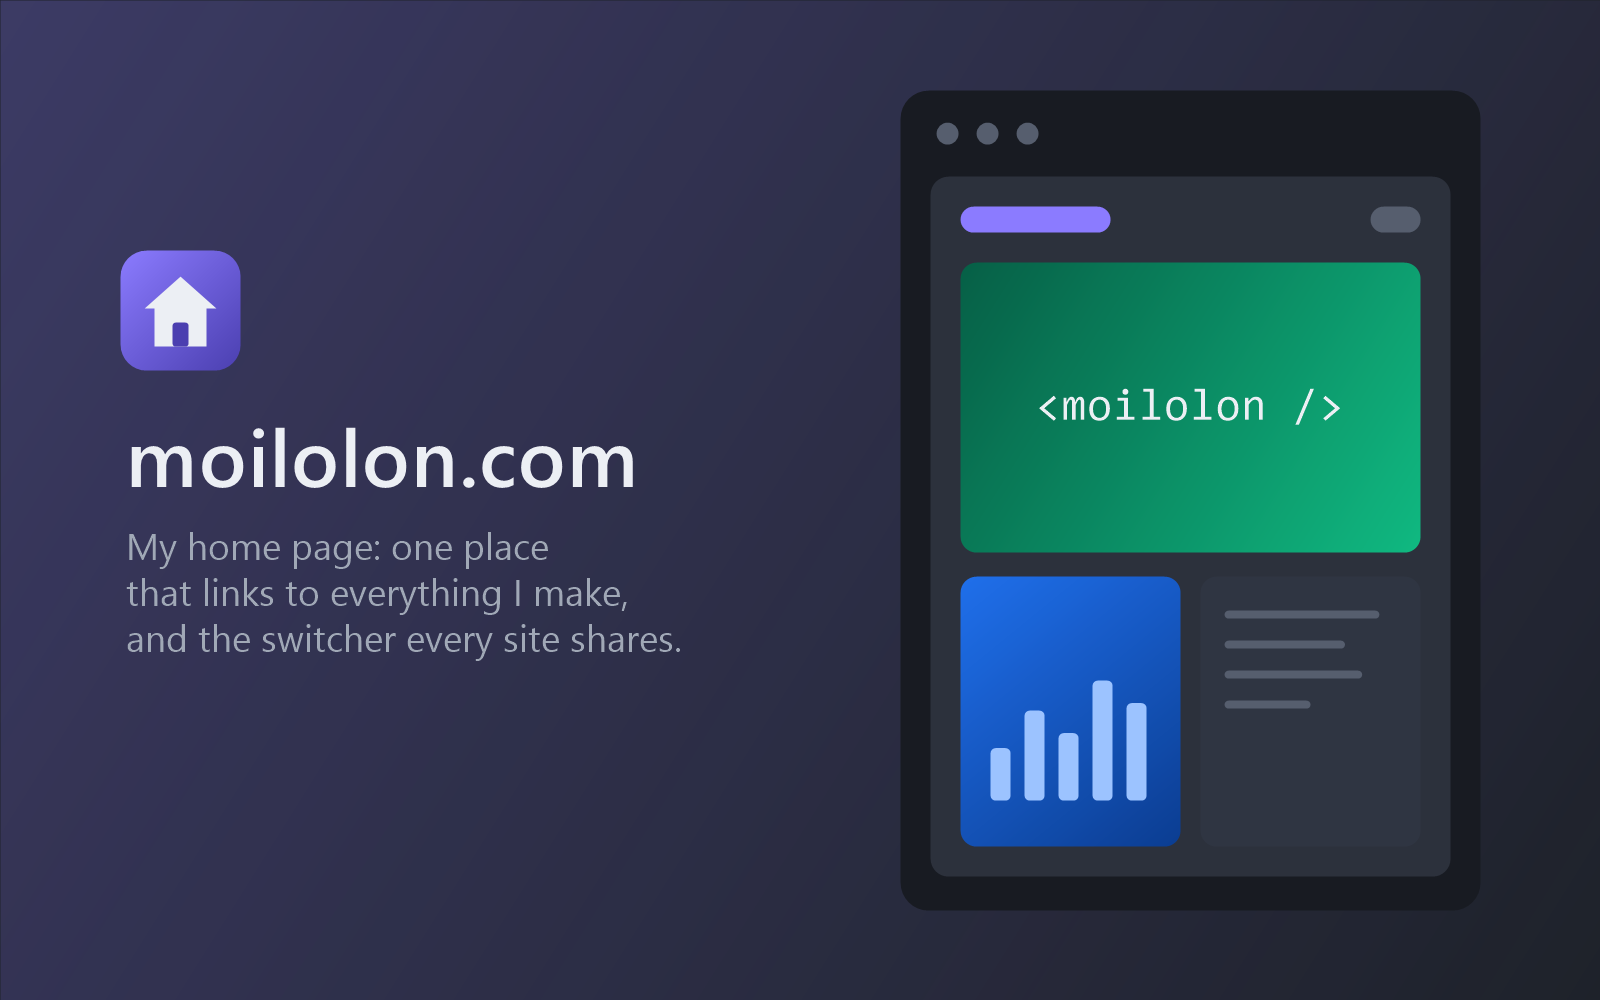 moilolon.com
My home page: one place
that links to everything I make,
and the switcher every site shares.
<moilolon />